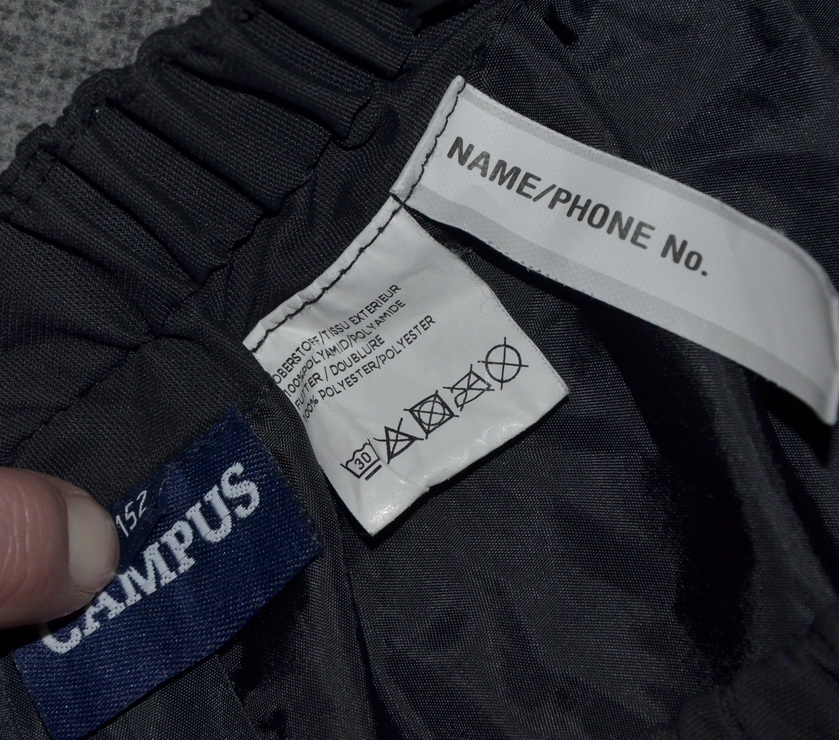 NAME/PHONE No.
OBERSTOFF/TISSU EXTERIEUR
100%POLYAMID/POLYAMIDE
FUTTER/DOUBLURE
100% POLYESTER/POLYESTER
30
152
CAMPUS